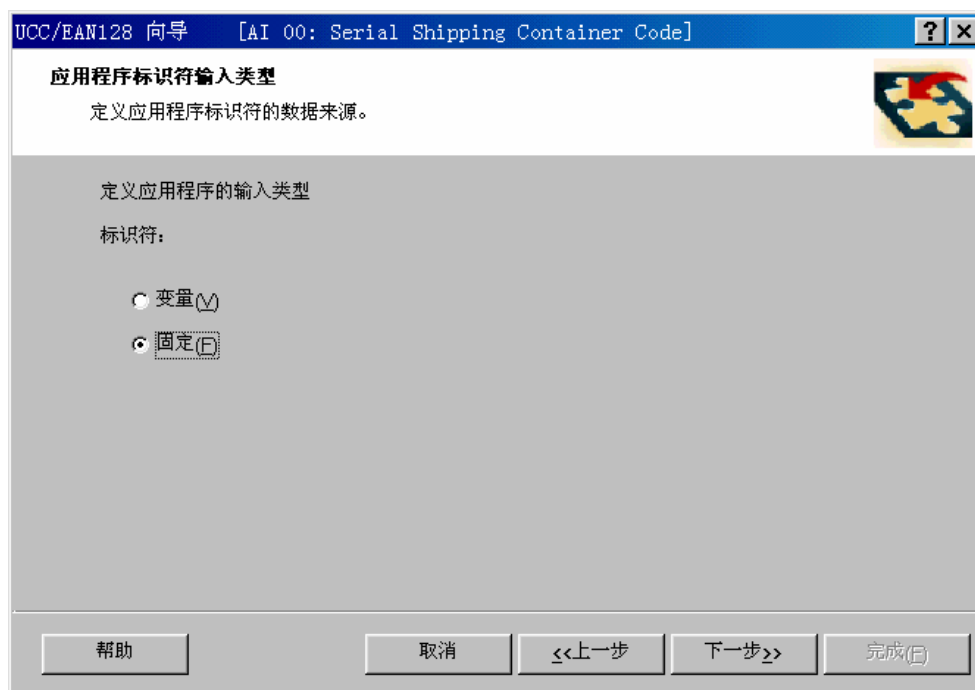 UCC/EAN128 向导 [AI 00: Serial Shipping Container Code]
应用程序标识符输入类型
定义应用程序标识符的数据来源。
定义应用程序的输入类型
标识符：
变量(V)
固定(F)
帮助 取消 <<上一步 下一步>> 完成(F)